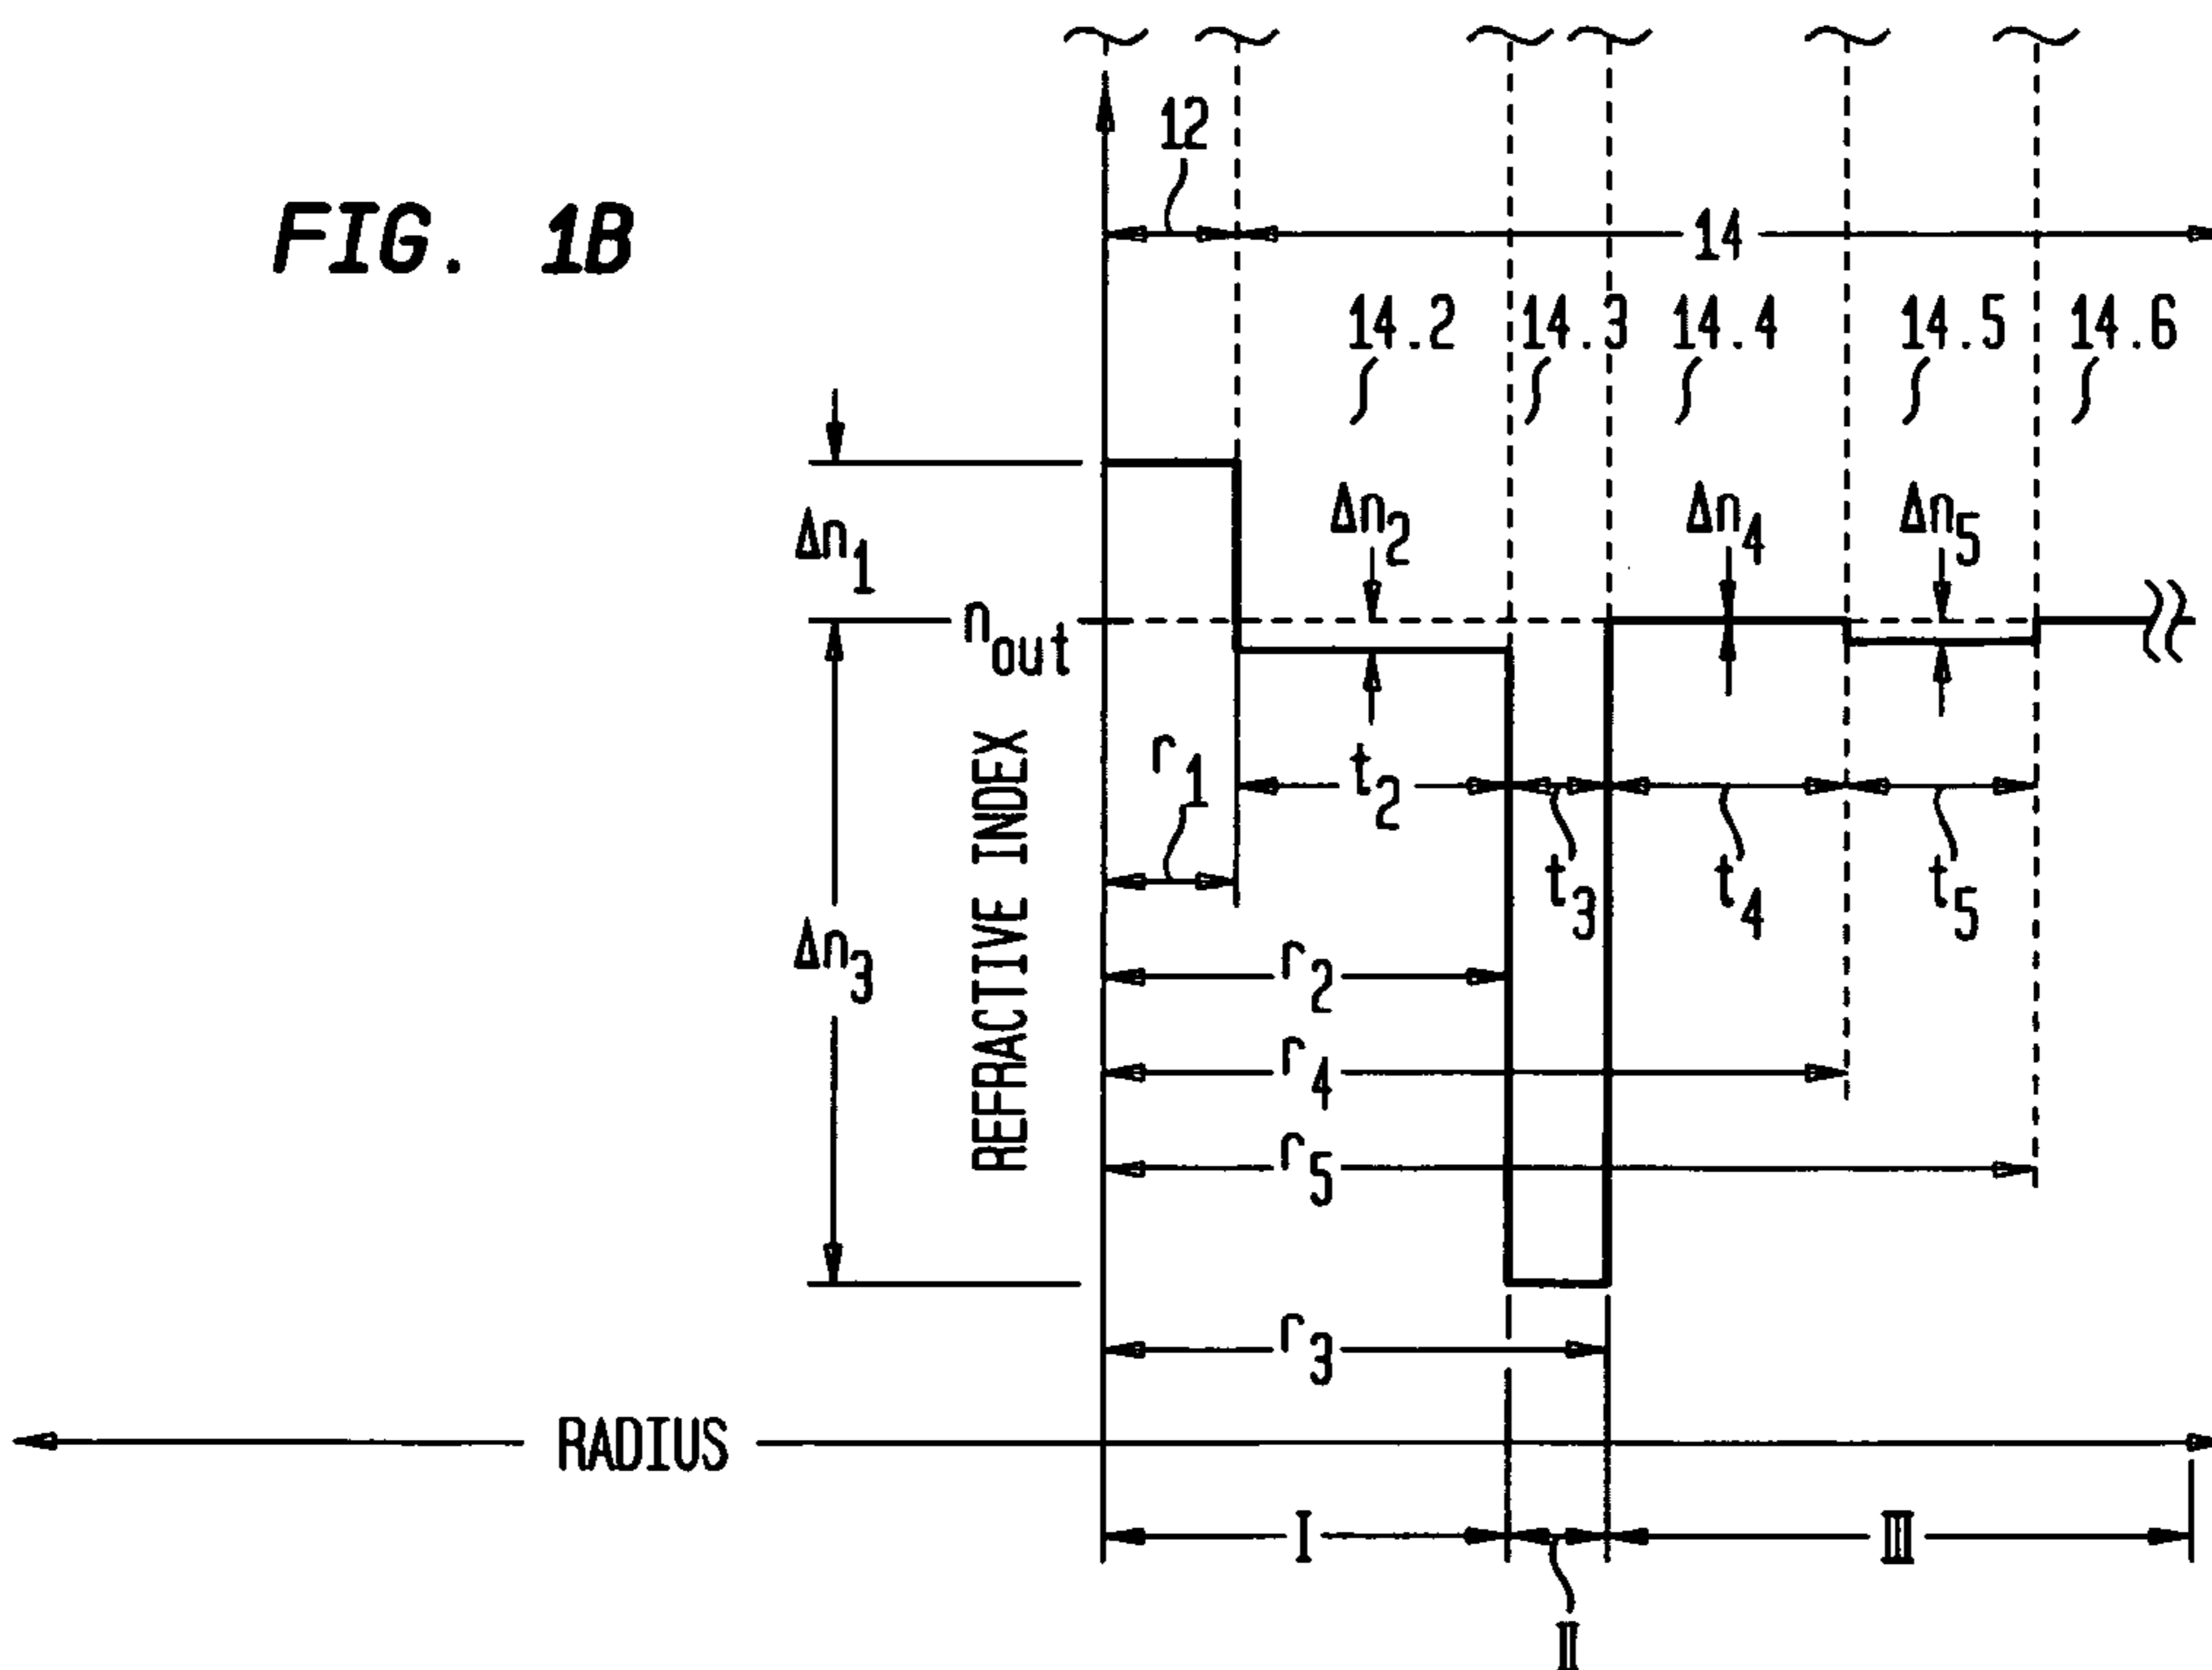 FIG. 1B
12
14
14.2 14.3 14.4 14.5 14.6
Δn1
Δn2
Δn4
Δn5
nout
REFRACTIVE INDEX
r1
t2
t3
t4
t5
Δn3
r2
r4
r5
r3
RADIUS
I
III
II